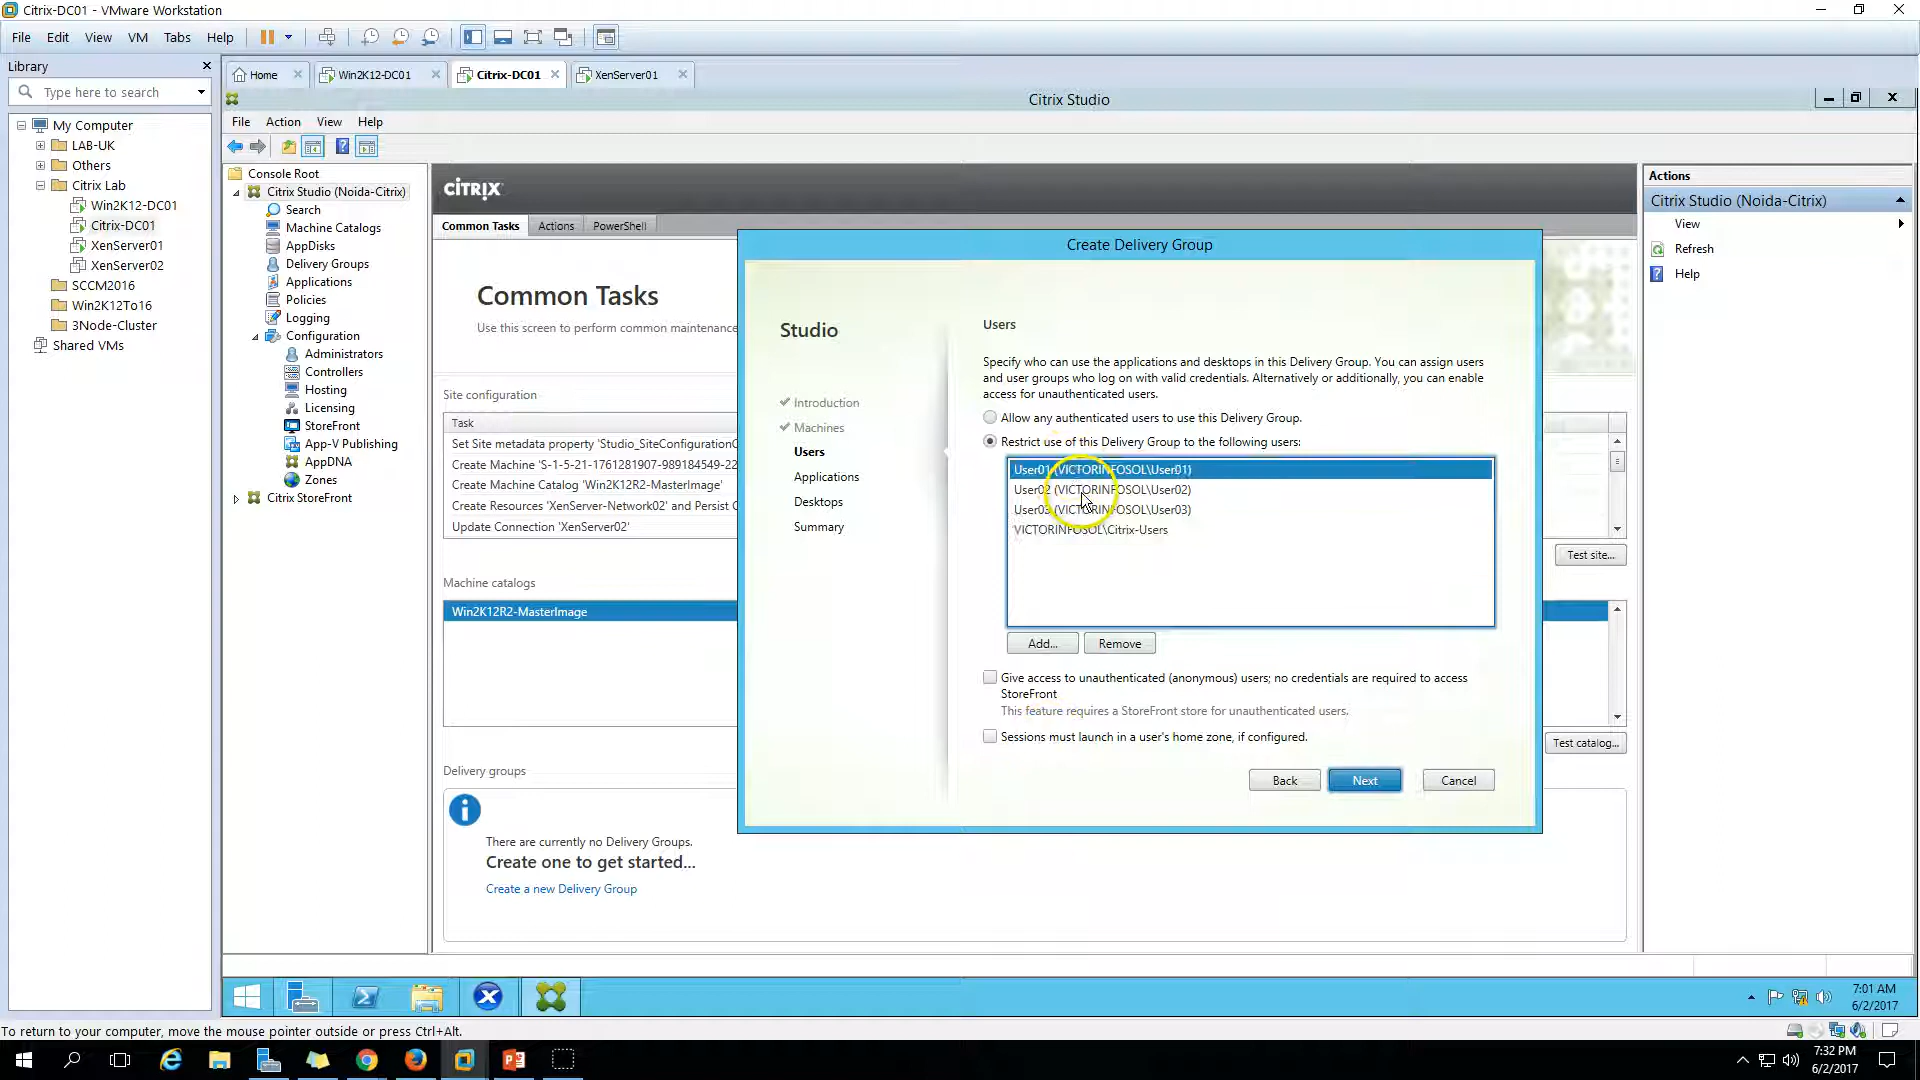 Citrix-DC01 - VMware Workstation
File Edit View VM Tabs Help
Library
Type here to search
My Computer
LAB-UK
Others
Citrix Lab
Win2K12-DC01
Citrix-DC01
XenServer01
XenServer02
SCCM2016
Win2K12To16
3Node-Cluster
Shared VMs
Home Win2K12-DC01 Citrix-DC01 XenServer01
Citrix Studio
File Action View Help
Console Root
Citrix Studio (Noida-Citrix)
Search
Machine Catalogs
AppDisks
Delivery Groups
Applications
Policies
Logging
Configuration
Administrators
Controllers
Hosting
Licensing
StoreFront
App-V Publishing
AppDNA
Zones
Citrix StoreFront
CITRIX
Common Tasks Actions PowerShell
Common Tasks
Use this screen to perform common maintenance
Site configuration
Task
Set Site metadata property 'Studio_SiteConfigurationC
Create Machine 'S-1-5-21-1761281907-989184549-22
Create Machine Catalog 'Win2K12R2-MasterImage'
Create Resources 'XenServer-Network02' and Persist C
Update Connection 'XenServer02'
Test site...
Machine catalogs
Win2K12R2-MasterImage
Test catalog...
Delivery groups
There are currently no Delivery Groups.
Create one to get started...
Create a new Delivery Group
Create Delivery Group
Studio
Introduction
Machines
Users
Applications
Desktops
Summary
Users
Specify who can use the applications and desktops in this Delivery Group. You can assign users
and user groups who log on with valid credentials. Alternatively or additionally, you can enable
access for unauthenticated users.
Allow any authenticated users to use this Delivery Group.
Restrict use of this Delivery Group to the following users:
User01 (VICTORINFOSOL\User01)
User02 (VICTORINFOSOL\User02)
User03 (VICTORINFOSOL\User03)
VICTORINFOSOL\Citrix-Users
Add... Remove
Give access to unauthenticated (anonymous) users; no credentials are required to access
StoreFront
This feature requires a StoreFront store for unauthenticated users.
Sessions must launch in a user's home zone, if configured.
Back Next Cancel
Actions
Citrix Studio (Noida-Citrix)
View
Refresh
Help
7:01 AM
6/2/2017
To return to your computer, move the mouse pointer outside or press Ctrl+Alt.
7:32 PM
6/2/2017